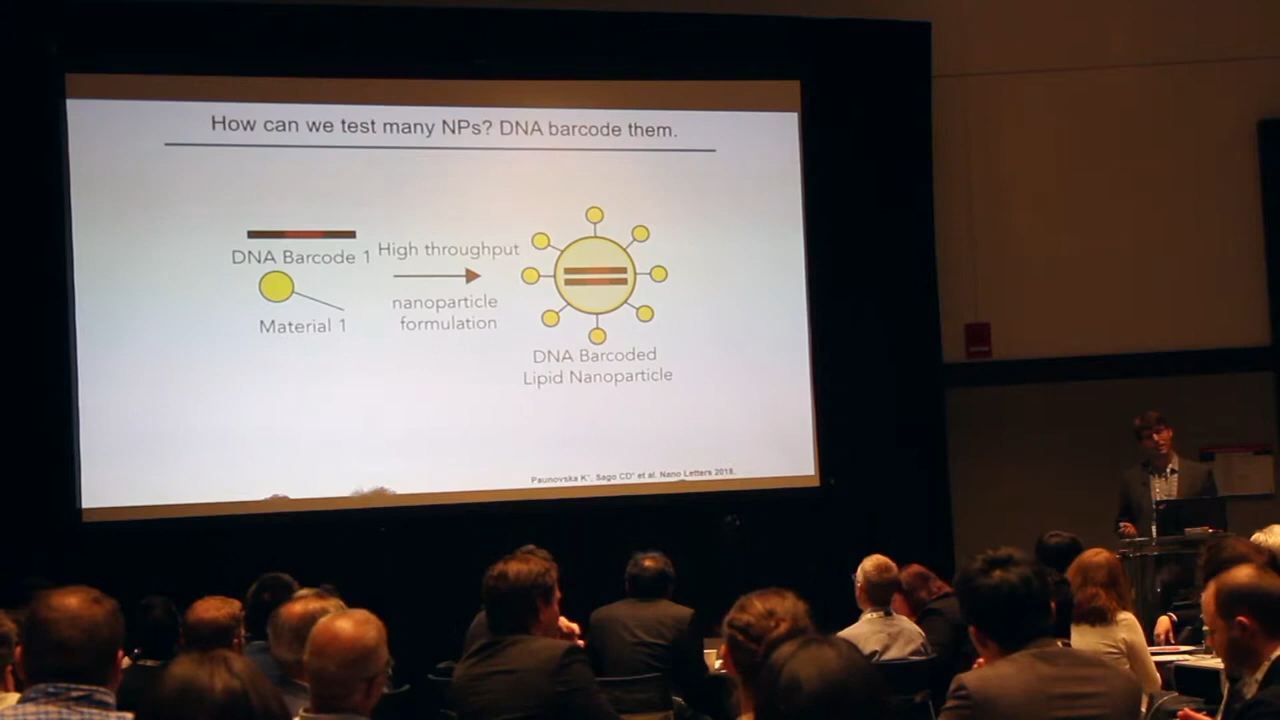 How can we test many NPs? DNA barcode them.
DNA Barcode 1
High throughput
nanoparticle
formulation
Material 1
DNA Barcoded
Lipid Nanoparticle
Paunovska K*, Sago CD* et al. Nano Letters 2018.